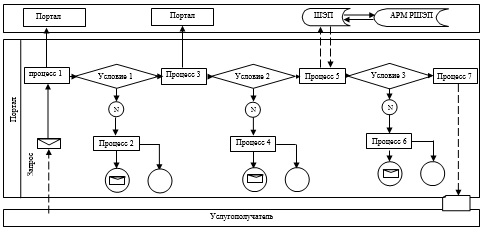 Портал
Портал
ШЭП
АРМ РШЭП
процесс 1
Условие 1
Процесс 3
Условие 2
Процесс 5
Условие 3
Процесс 7
Портал
N
N
N
Процесс 2
Процесс 4
Процесс 6
Запрос
Услугополучатель